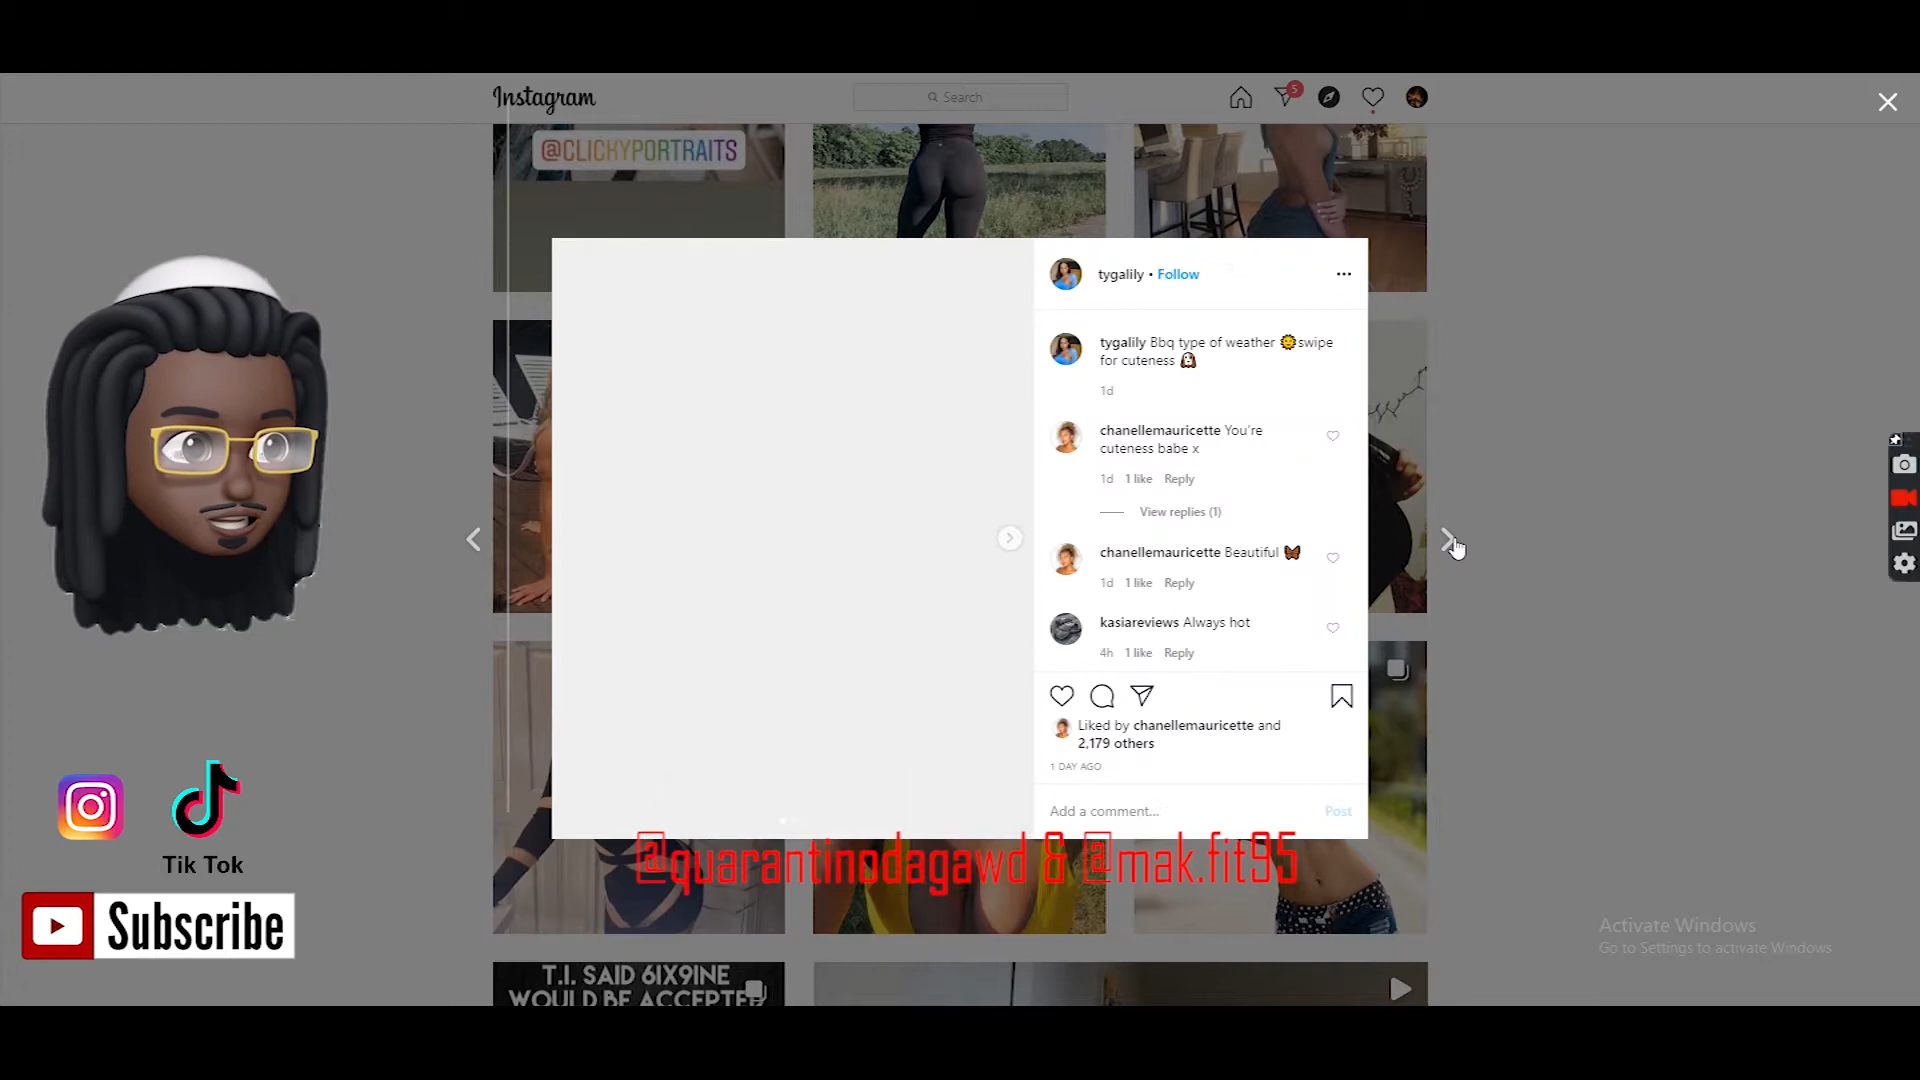 Instagram
Search
5
@CLICKYPORTRAITS
tygalily • Follow
tygalily Bbq type of weather 🌞swipe
for cuteness 🐶
1d
chanellemauricette You're
cuteness babe x
1d 1 like Reply
View replies (1)
chanellemauricette Beautiful 🦋
1d 1 like Reply
kasiareviews Always hot
4h 1 like Reply
Liked by chanellemauricette and
2,179 others
1 DAY AGO
Add a comment... Post
@quarantinodagawd & @mak.fit95
Tik Tok
Subscribe
Activate Windows
Go to Settings to activate Windows
T.I. SAID 6IX9INE
WOULD BE ACCEPTED